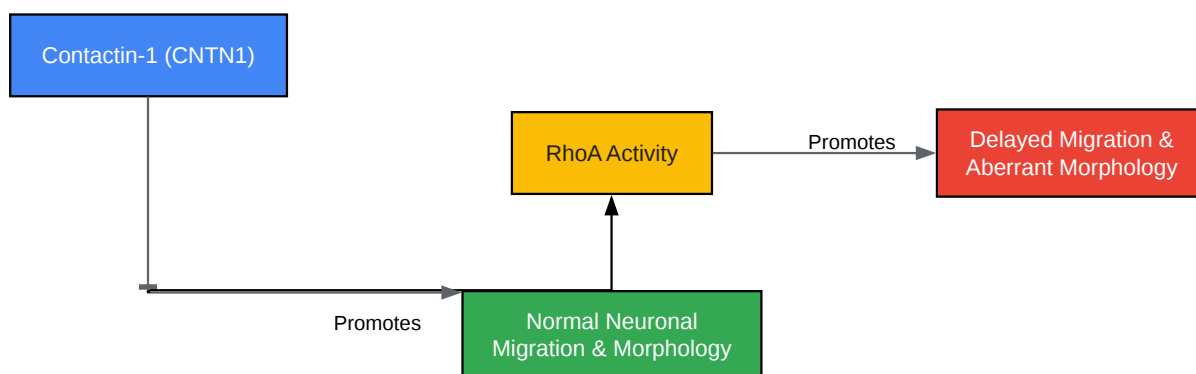 Contactin-1 (CNTN1)
RhoA Activity
Promotes
Delayed Migration &
Aberrant Morphology
Promotes
Normal Neuronal
Migration & Morphology